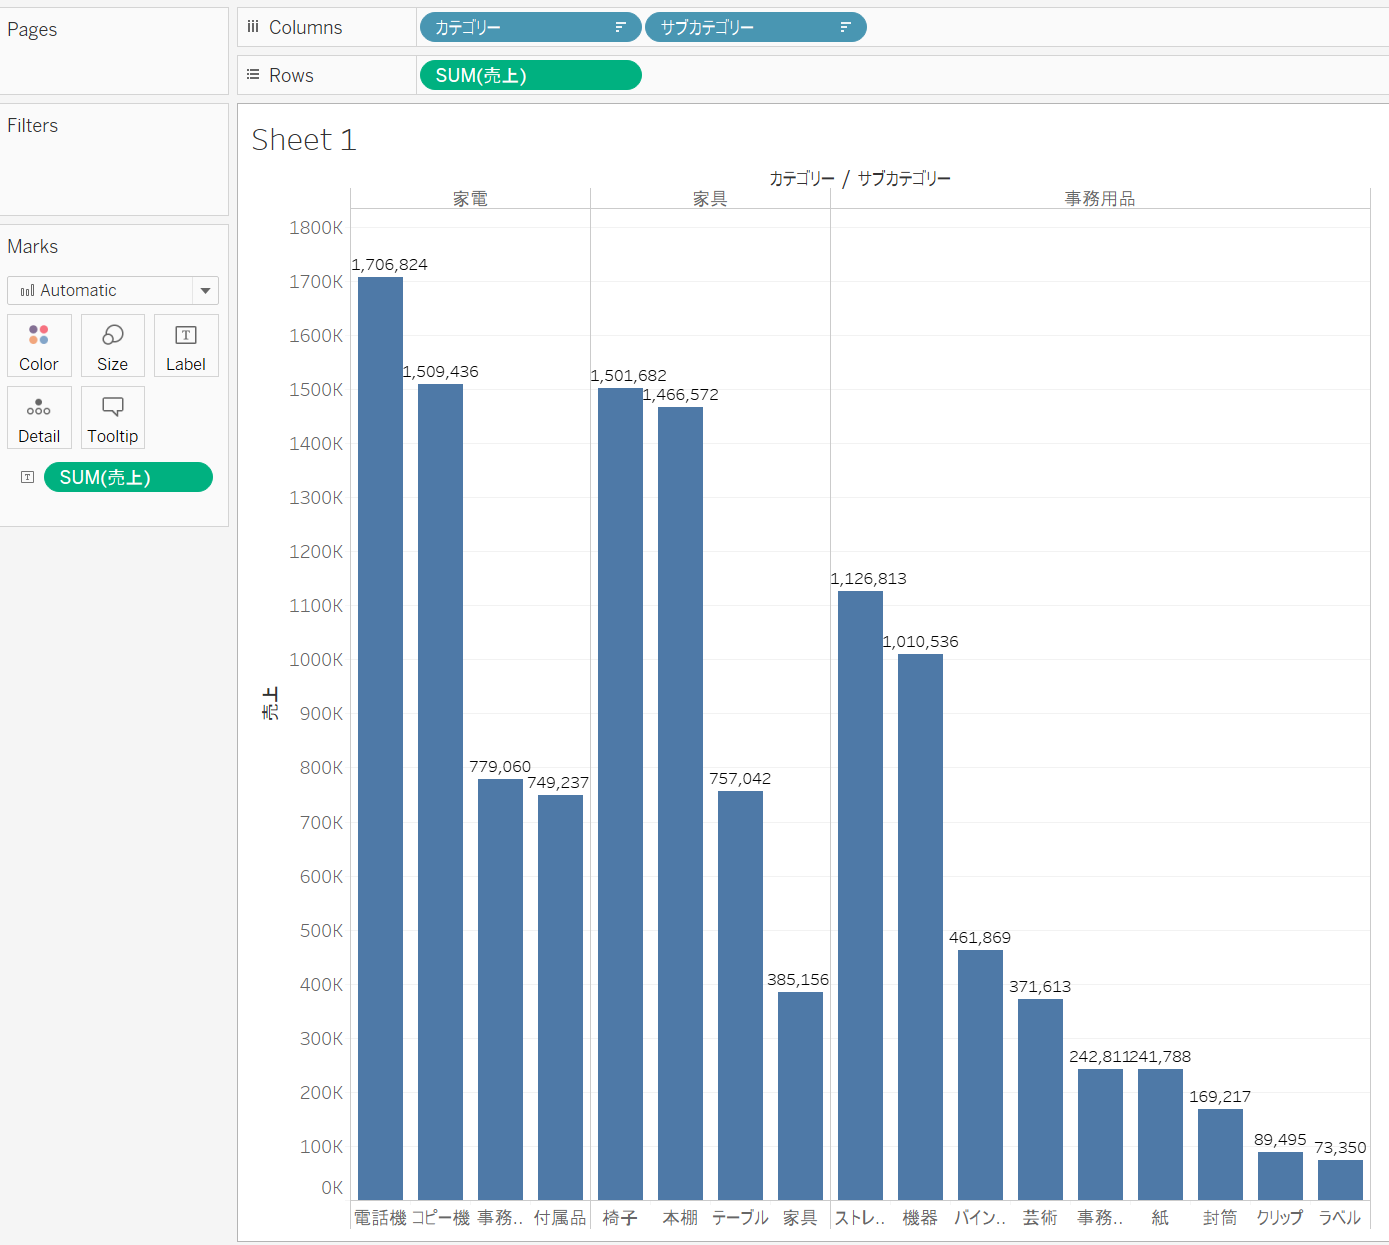 Pages
Columns
カテゴリー
サブカテゴリー
Rows
SUM(売上)
Filters
Marks
Automatic
Color
Size
Label
Detail
Tooltip
SUM(売上)
Sheet 1
カテゴリー / サブカテゴリー
家電 家具 事務用品
売上
1800K
1700K
1600K
1500K
1400K
1300K
1200K
1100K
1000K
900K
800K
700K
600K
500K
400K
300K
200K
100K
0K
1,706,824
1,509,436
779,060
749,237
1,501,682
1,466,572
757,042
385,156
1,126,813
1,010,536
461,869
371,613
242,811
241,788
169,217
89,495
73,350
電話機 コピー機 事務.. 付属品 椅子 本棚 テーブル 家具 ストレ.. 機器 バイン.. 芸術 事務.. 紙 封筒 クリップ ラベル